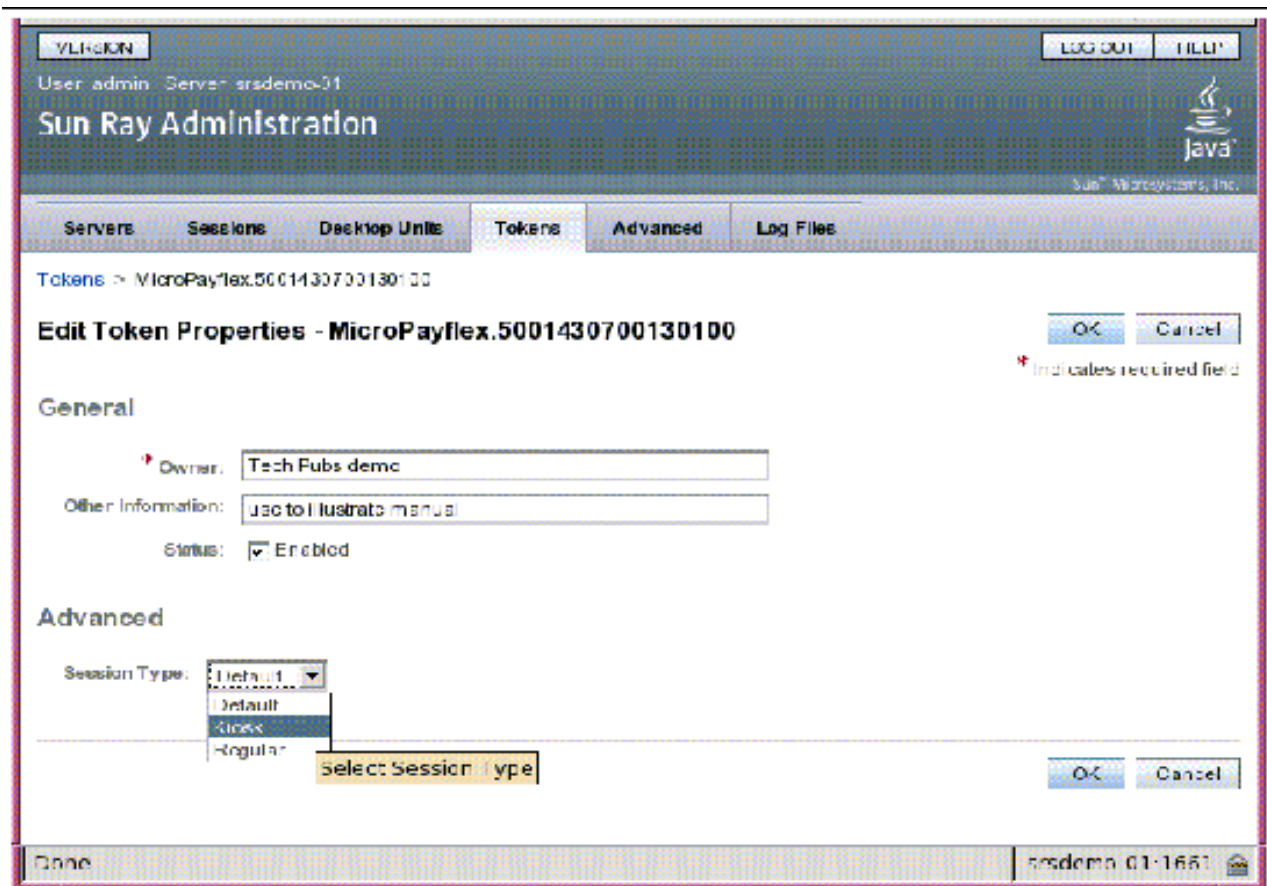 VERSION LOG OUT HELP
User: admin Server: srsdemo-01
Sun Ray Administration
Java™
Sun™ Microsystems, Inc.
Servers Sessions Desktop Units Tokens Advanced Log Files
Tokens > MicroPayflex.5001430700130100
Edit Token Properties - MicroPayflex.5001430700130100
OK Cancel
* Indicates required field
General
* Owner: Tech Pubs demo
Other Information: use to illustrate manual
Status: Enabled
Advanced
Session Type: Default
Default
Kiosk
Regular
Select Session Type
OK Cancel
Done srsdemo-01:1661